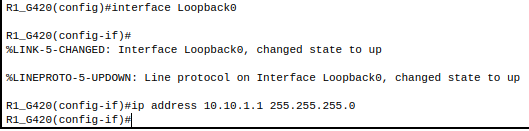 R1_G420(config)#interface Loopback0
R1_G420(config-if)#
%LINK-5-CHANGED: Interface Loopback0, changed state to up
%LINEPROTO-5-UPDOWN: Line protocol on Interface Loopback0, changed state to up
R1_G420(config-if)#ip address 10.10.1.1 255.255.255.0
R1_G420(config-if)#